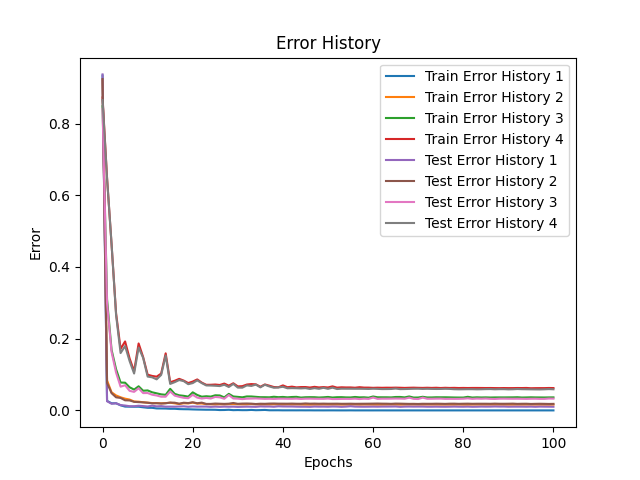 Error History
Train Error History 1
Train Error History 2
Train Error History 3
Train Error History 4
Test Error History 1
Test Error History 2
Test Error History 3
Test Error History 4
Error
0.8
0.6
0.4
0.2
0.0
0 20 40 60 80 100
Epochs